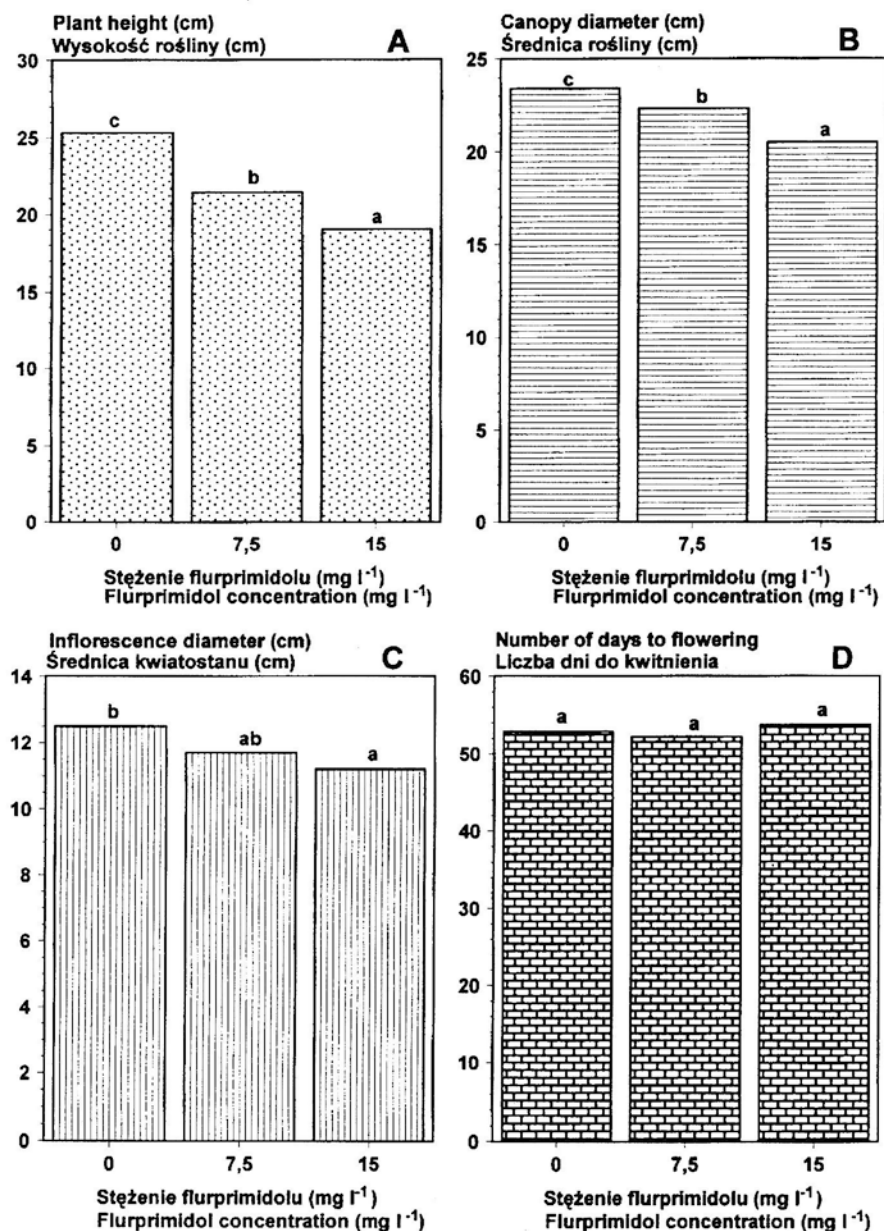 Plant height (cm)
Wysokość rośliny (cm)
A
30
25
20
15
10
5
0
c
b
a
0
7,5
15
Stężenie flurprimidolu (mg l⁻¹)
Flurprimidol concentration (mg l⁻¹)
Canopy diameter (cm)
Średnica rośliny (cm)
B
25
20
15
10
5
0
c
b
a
0
7,5
15
Stężenie flurprimidolu (mg l⁻¹)
Flurprimidol concentration (mg l⁻¹)
Inflorescence diameter (cm)
Średnica kwiatostanu (cm)
C
14
12
10
8
6
4
2
0
b
ab
a
0
7,5
15
Stężenie flurprimidolu (mg l¹)
Flurprimidol concentration (mg l⁻¹)
Number of days to flowering
Liczba dni do kwitnienia
D
60
50
40
30
20
10
0
a
a
a
0
7,5
15
Stężenie flurprimidolu (mg l⁻¹)
Flurprimidol concentration (mg l⁻¹)